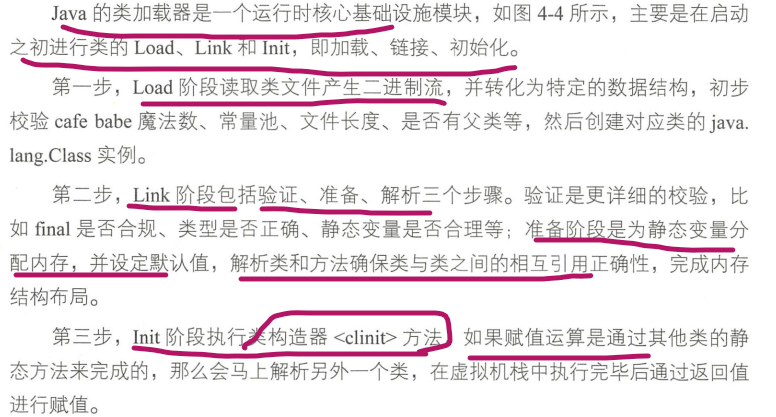 Java 的类加载器是一个运行时核心基础设施模块，如图 4-4 所示，主要是在启动
之初进行类的 Load、Link 和 Init，即加载、链接、初始化。
第一步，Load 阶段读取类文件产生二进制流，并转化为特定的数据结构，初步
校验 cafe babe 魔法数、常量池、文件长度、是否有父类等，然后创建对应类的 java.
lang.Class 实例。
第二步，Link 阶段包括验证、准备、解析三个步骤。验证是更详细的校验，比
如 final 是否合规、类型是否正确、静态变量是否合理等；准备阶段是为静态变量分
配内存，并设定默认值，解析类和方法确保类与类之间的相互引用正确性，完成内存
结构布局。
第三步，Init 阶段执行类构造器 <clinit> 方法，如果赋值运算是通过其他类的静
态方法来完成的，那么会马上解析另外一个类，在虚拟机栈中执行完毕后通过返回值
进行赋值。